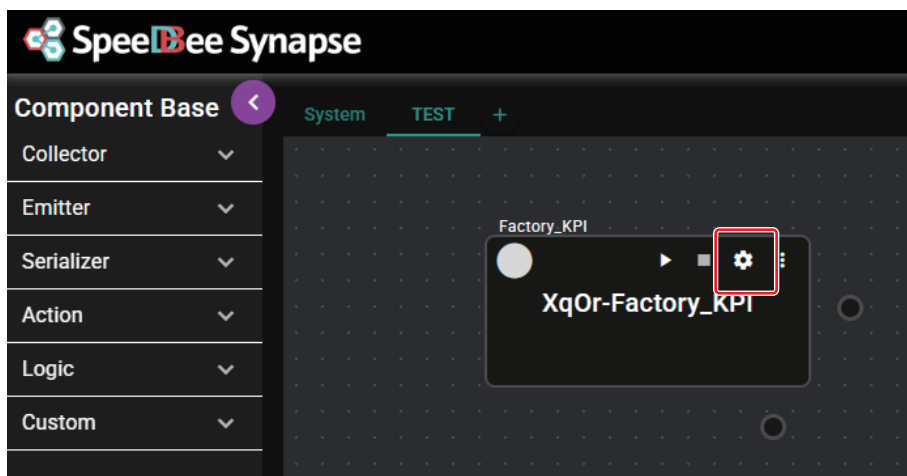 SpeeDBee Synapse
Component Base
System TEST +
Collector
Emitter
Factory_KPI
Serializer
XqOr-Factory_KPI
Action
Logic
Custom